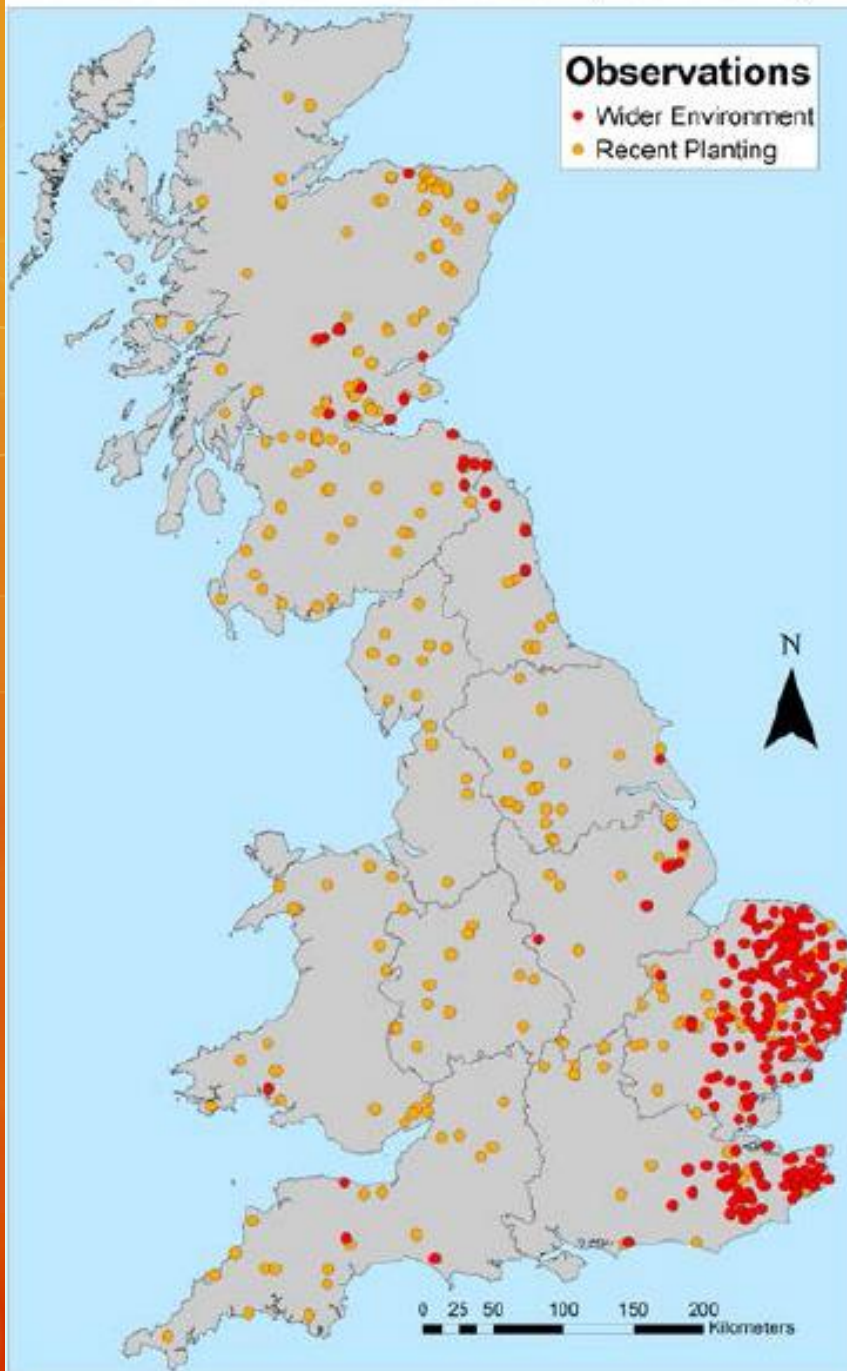 Observations
Wider Environment
Recent Planting
N
0 25 50 100 150 200
Kilometers